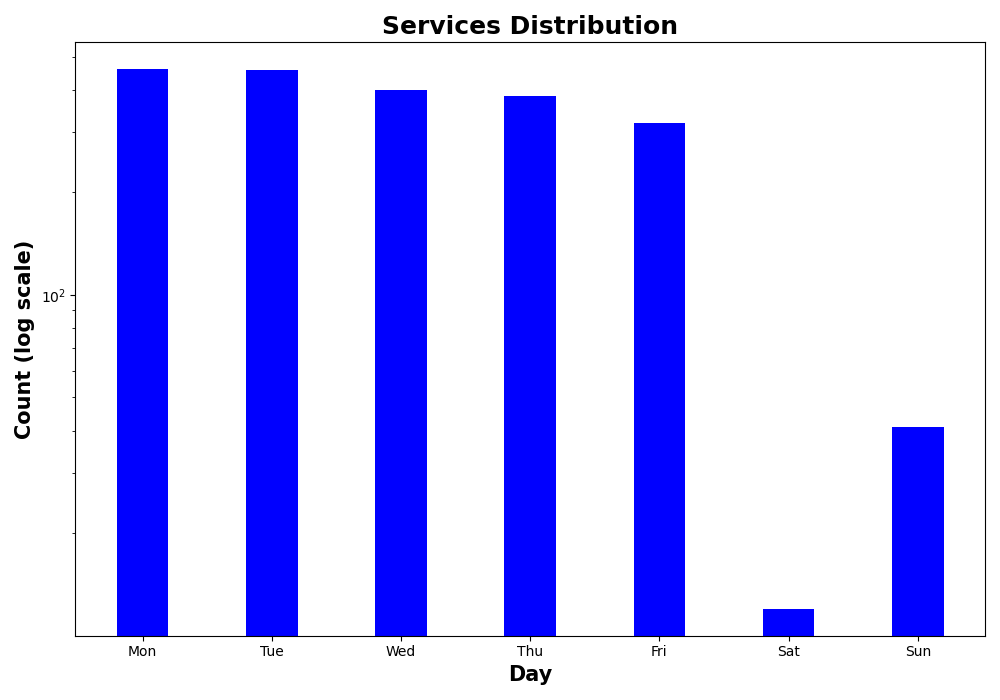 Services Distribution
Count (log scale)
10²
Mon Tue Wed Thu Fri Sat Sun
Day